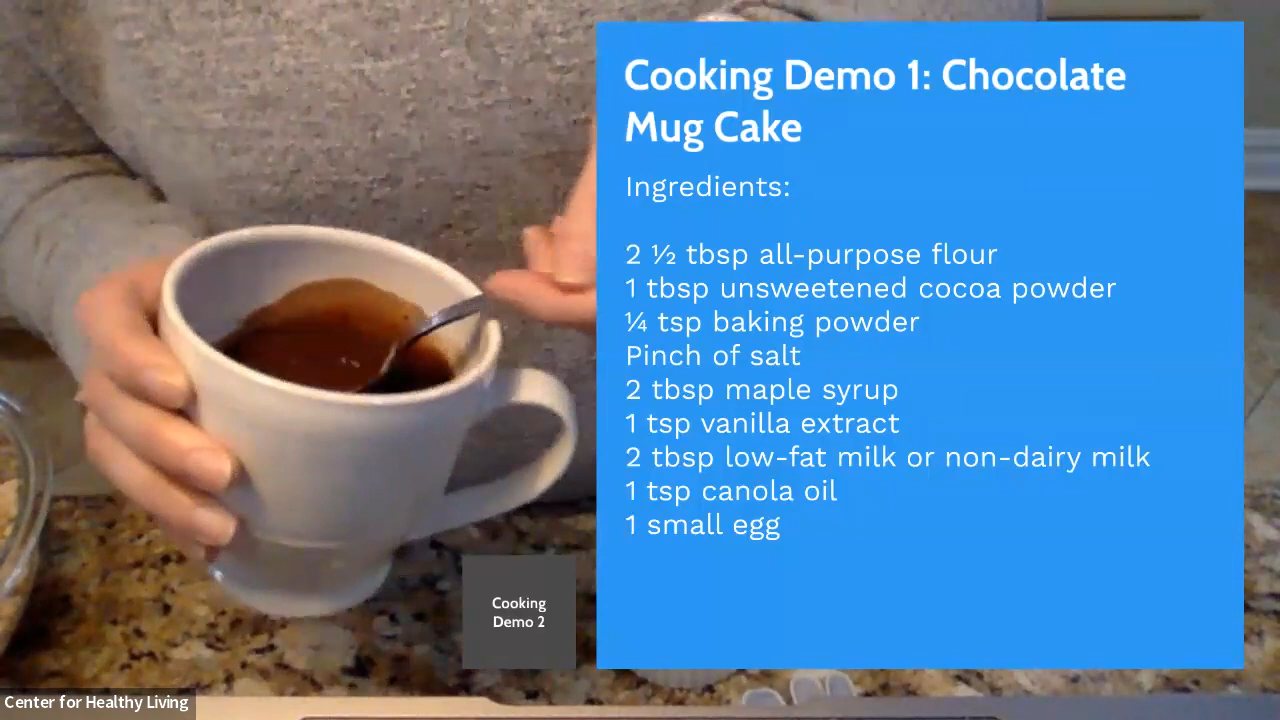 Cooking Demo 1: Chocolate
Mug Cake
Ingredients:
2 ½ tbsp all-purpose flour
1 tbsp unsweetened cocoa powder
¼ tsp baking powder
Pinch of salt
2 tbsp maple syrup
1 tsp vanilla extract
2 tbsp low-fat milk or non-dairy milk
1 tsp canola oil
1 small egg
Cooking
Demo 2
Center for Healthy Living